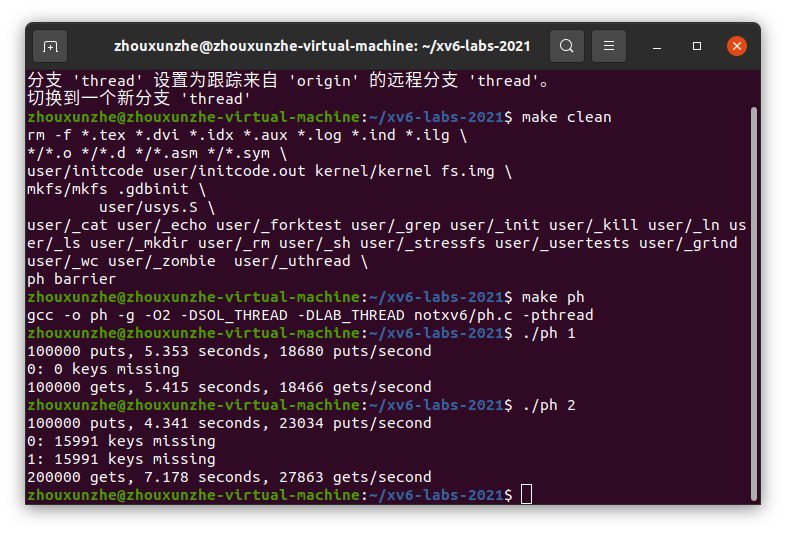 zhouxunzhe@zhouxunzhe-virtual-machine: ~/xv6-labs-2021
分支 'thread' 设置为跟踪来自 'origin' 的远程分支 'thread'。
切换到一个新分支 'thread'
zhouxunzhe@zhouxunzhe-virtual-machine:~/xv6-labs-2021$ make clean
rm -f *.tex *.dvi *.idx *.aux *.log *.ind *.ilg \
*/*.o */*.d */*.asm */*.sym \
user/initcode user/initcode.out kernel/kernel fs.img \
mkfs/mkfs .gdbinit \
        user/usys.S \
user/_cat user/_echo user/_forktest user/_grep user/_init user/_kill user/_ln us
er/_ls user/_mkdir user/_rm user/_sh user/_stressfs user/_usertests user/_grind
user/_wc user/_zombie  user/_uthread \
ph barrier
zhouxunzhe@zhouxunzhe-virtual-machine:~/xv6-labs-2021$ make ph
gcc -o ph -g -O2 -DSOL_THREAD -DLAB_THREAD notxv6/ph.c -pthread
zhouxunzhe@zhouxunzhe-virtual-machine:~/xv6-labs-2021$ ./ph 1
100000 puts, 5.353 seconds, 18680 puts/second
0: 0 keys missing
100000 gets, 5.415 seconds, 18466 gets/second
zhouxunzhe@zhouxunzhe-virtual-machine:~/xv6-labs-2021$ ./ph 2
100000 puts, 4.341 seconds, 23034 puts/second
0: 15991 keys missing
1: 15991 keys missing
200000 gets, 7.178 seconds, 27863 gets/second
zhouxunzhe@zhouxunzhe-virtual-machine:~/xv6-labs-2021$